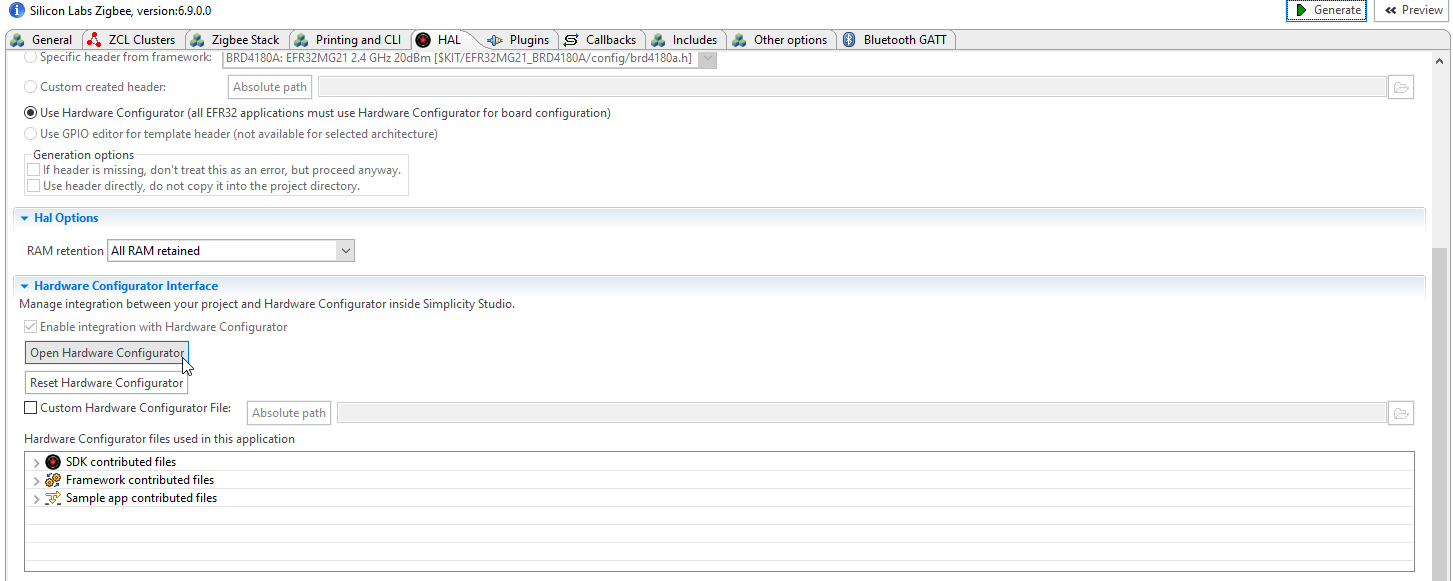 Silicon Labs Zigbee, version:6.9.0.0
Generate
Preview
General
ZCL Clusters
Zigbee Stack
Printing and CLI
HAL
Plugins
Callbacks
Includes
Other options
Bluetooth GATT
Specific header from framework:
BRD4180A: EFR32MG21 2.4 GHz 20dBm [$KIT/EFR32MG21_BRD4180A/config/brd4180a.h]
Custom created header:
Absolute path
Use Hardware Configurator (all EFR32 applications must use Hardware Configurator for board configuration)
Use GPIO editor for template header (not available for selected architecture)
Generation options
If header is missing, don't treat this as an error, but proceed anyway.
Use header directly, do not copy it into the project directory.
Hal Options
RAM retention
All RAM retained
Hardware Configurator Interface
Manage integration between your project and Hardware Configurator inside Simplicity Studio.
Enable integration with Hardware Configurator
Open Hardware Configurator
Reset Hardware Configurator
Custom Hardware Configurator File:
Absolute path
Hardware Configurator files used in this application
SDK contributed files
Framework contributed files
Sample app contributed files